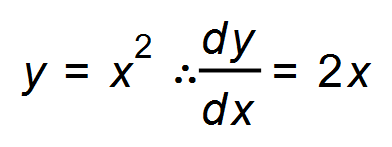 y = x² ∴ dy/dx = 2x